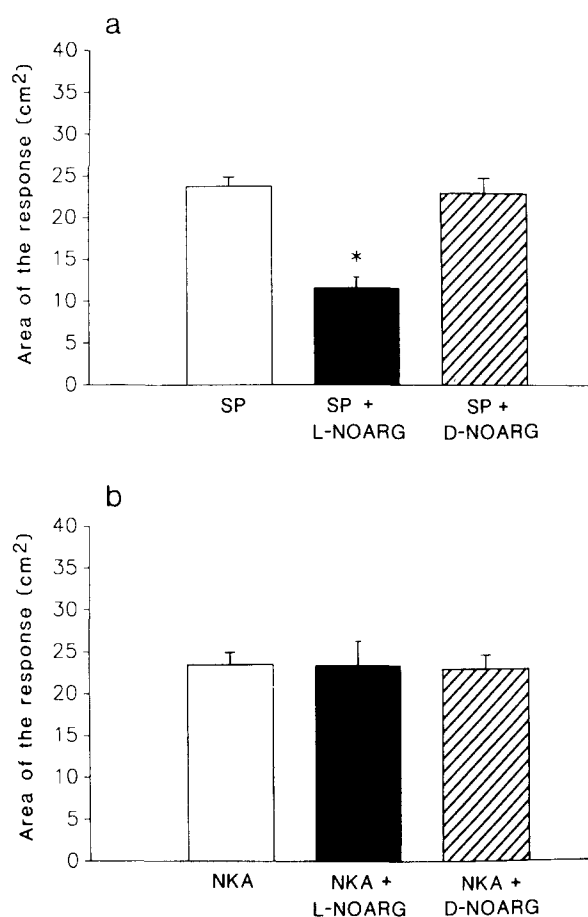 a
Area of the response (cm2)
40
35
30
25
20
15
10
5
0
*
SP
SP +
L-NOARG
SP +
D-NOARG
b
Area of the response (cm2)
40
35
30
25
20
15
10
5
0
NKA
NKA +
L-NOARG
NKA +
D-NOARG